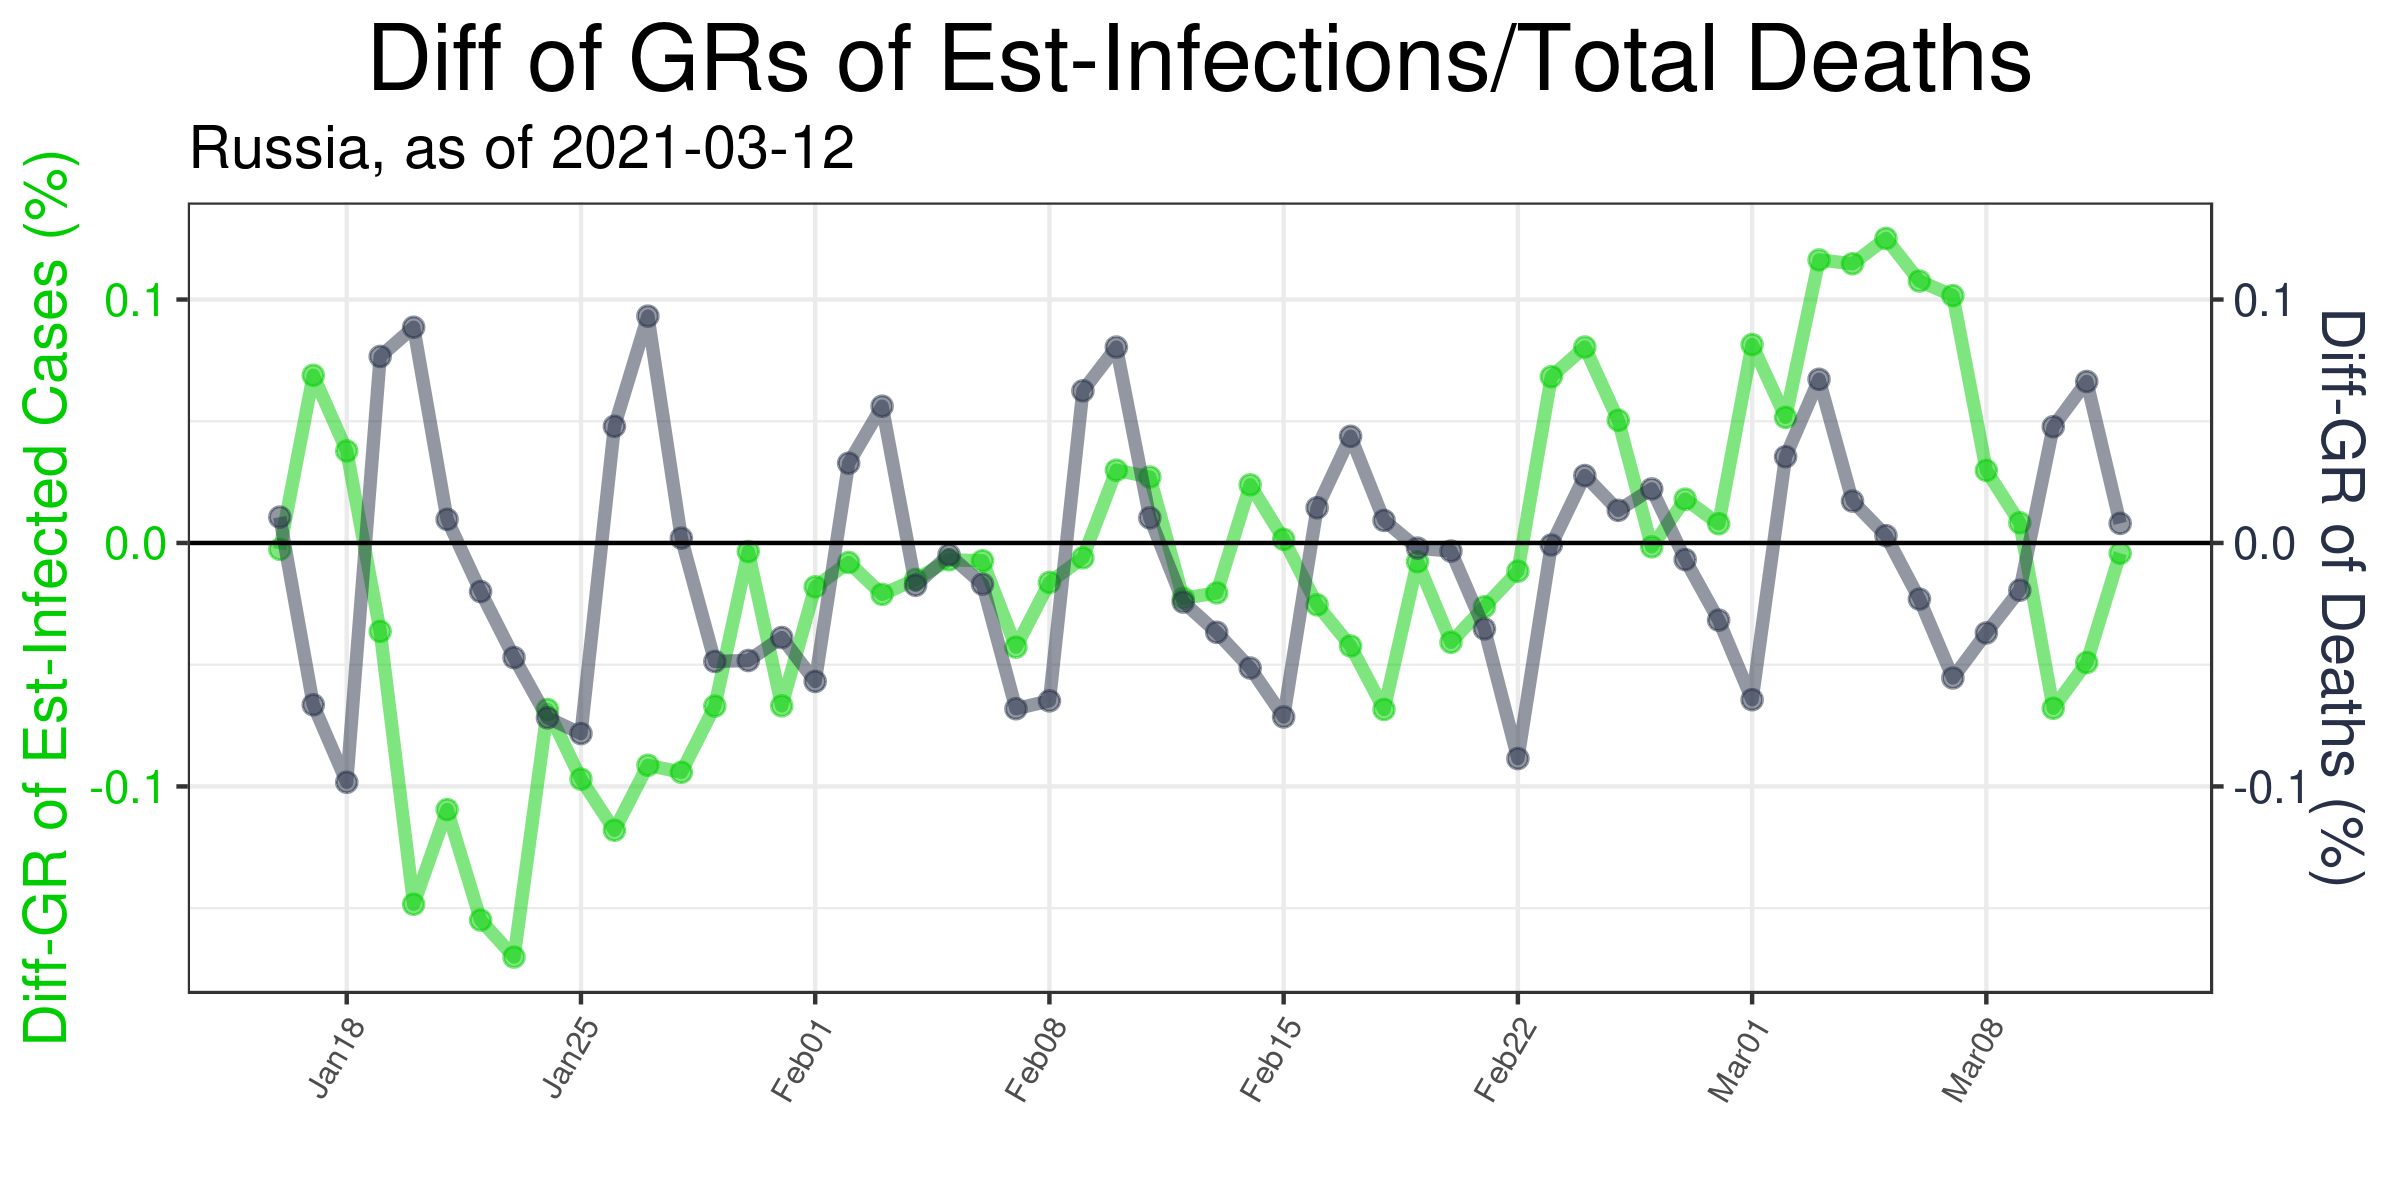 Diff of GRs of Est-Infections/Total Deaths
Russia, as of 2021-03-12
Diff-GR of Est-Infected Cases (%)
0.1
0.0
-0.1
0.1
0.0
-0.1
Diff-GR of Deaths (%)
Jan18
Jan25
Feb01
Feb08
Feb15
Feb22
Mar01
Mar08